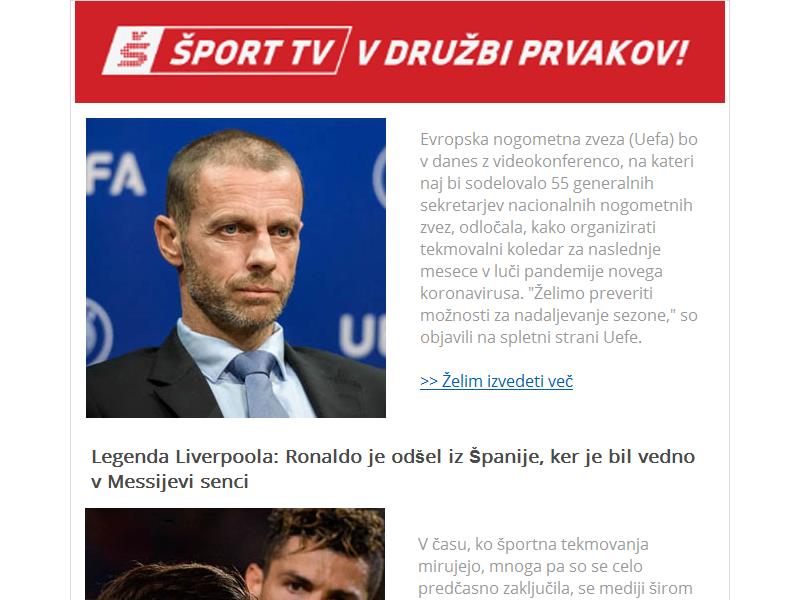 ŠPORT TV V DRUŽBI PRVAKOV!
FA
U
Evropska nogometna zveza (Uefa) bo
v danes z videokonferenco, na kateri
naj bi sodelovalo 55 generalnih
sekretarjev nacionalnih nogometnih
zvez, odločala, kako organizirati
tekmovalni koledar za naslednje
mesece v luči pandemije novega
koronavirusa. "Želimo preveriti
možnosti za nadaljevanje sezone," so
objavili na spletni strani Uefe.
>> Želim izvedeti več
Legenda Liverpoola: Ronaldo je odšel iz Španije, ker je bil vedno
v Messijevi senci
V času, ko športna tekmovanja
mirujejo, mnoga pa so se celo
predčasno zaključila, se mediji širom